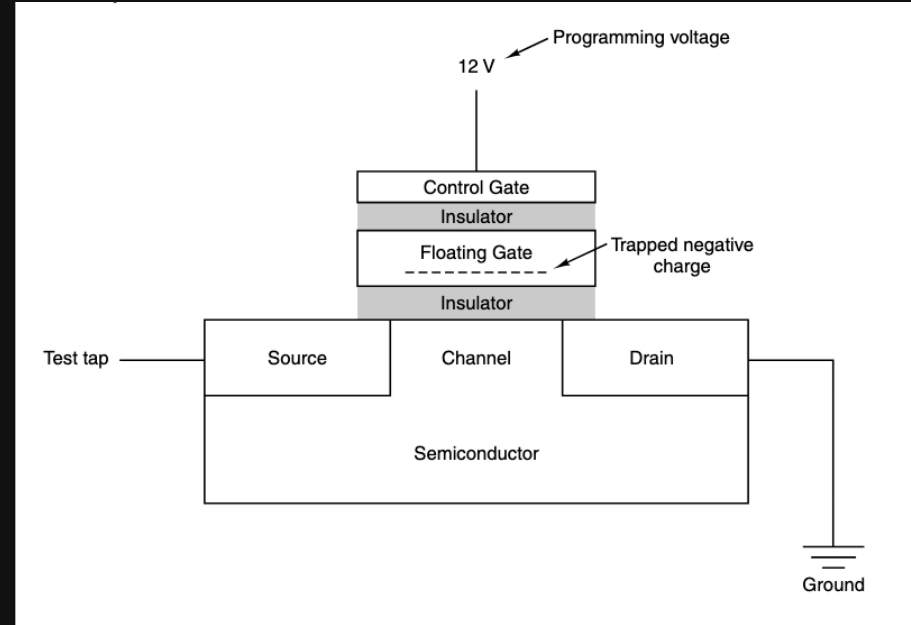 Programming voltage
12 V
Control Gate
Insulator
Floating Gate
Trapped negative
charge
Insulator
Test tap
Source
Channel
Drain
Semiconductor
Ground